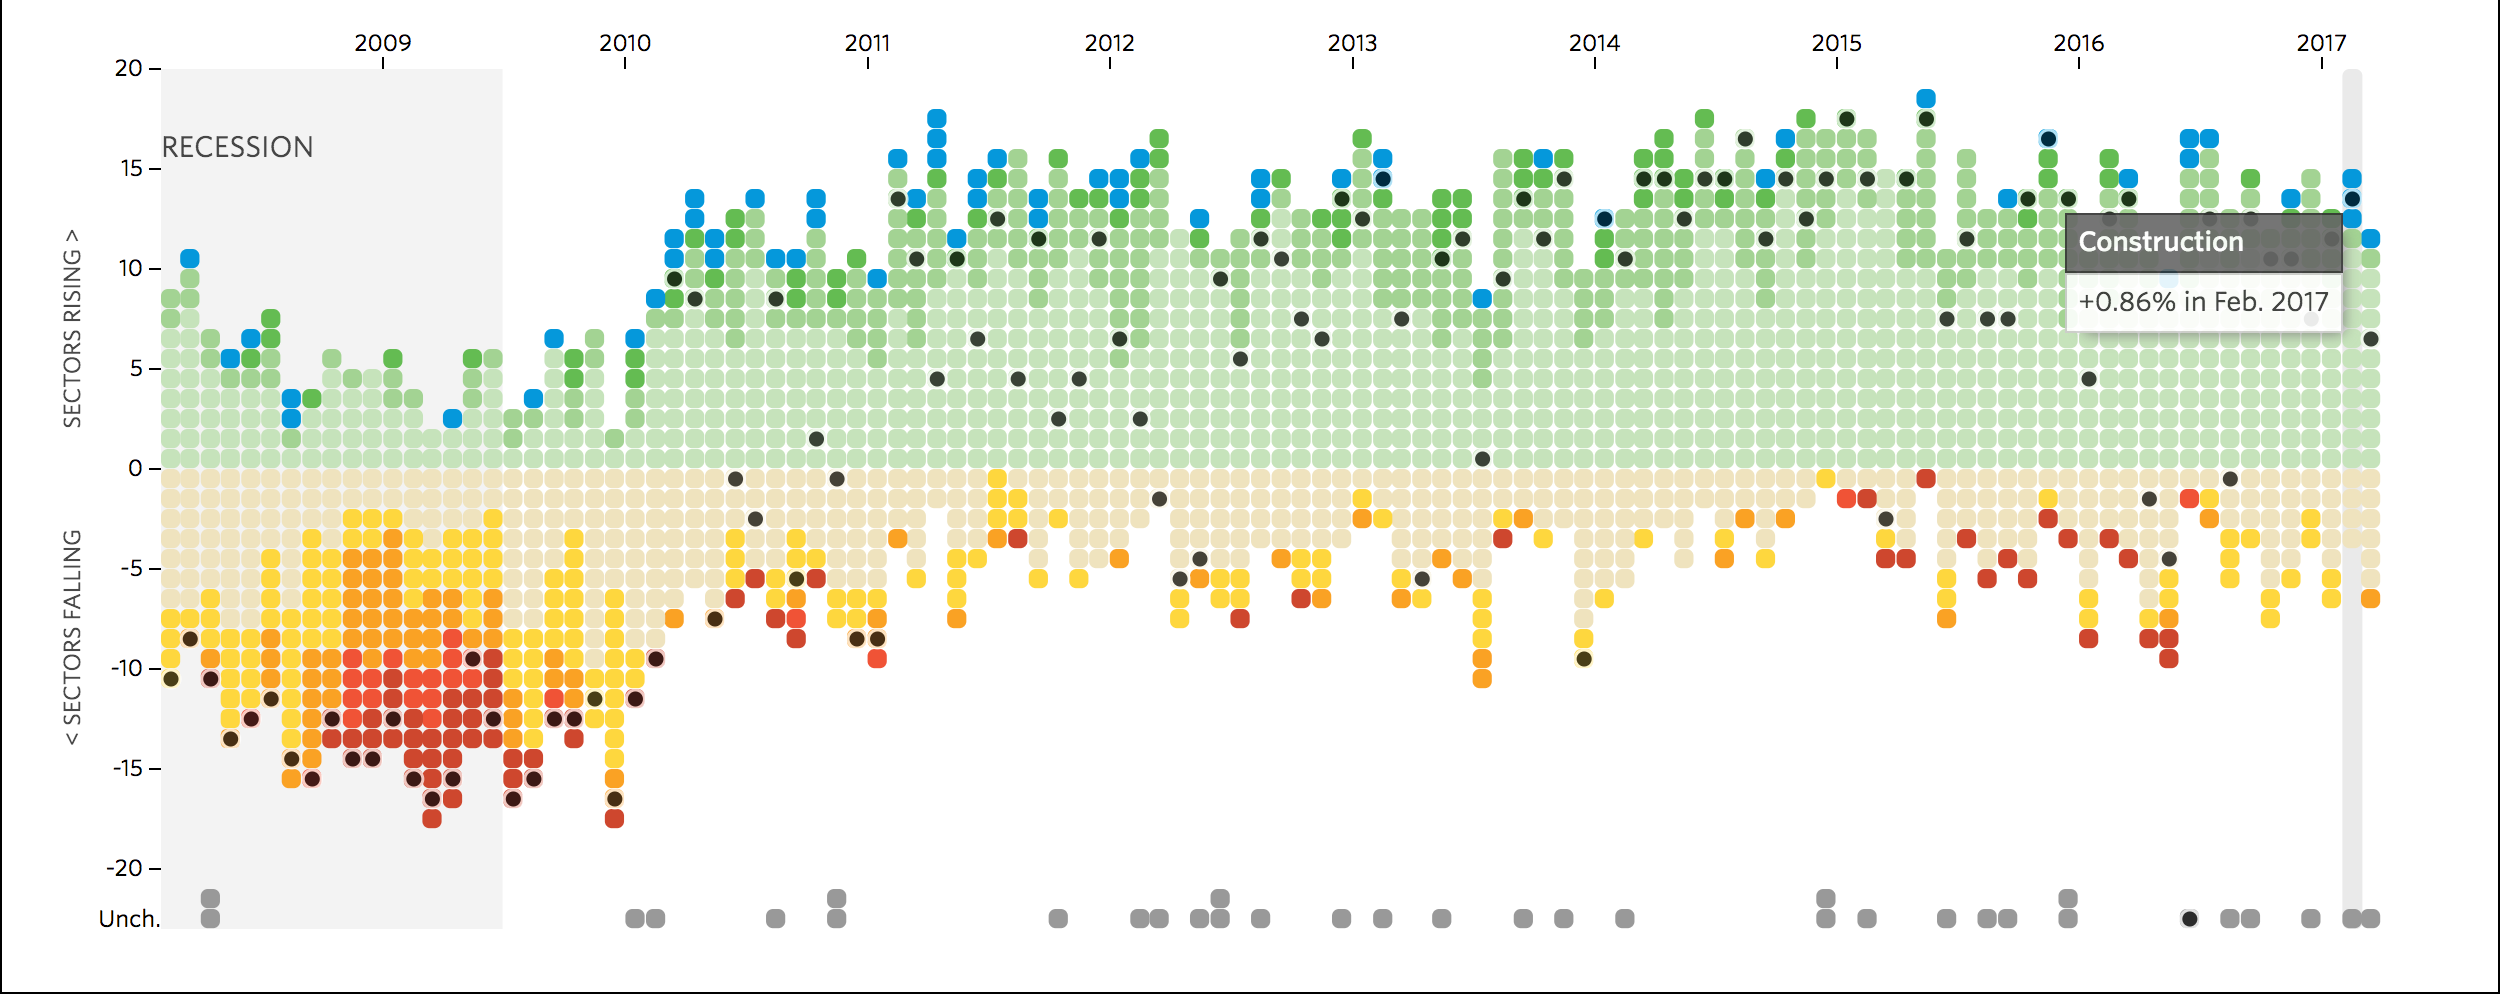 2009 2010 2011 2012 2013 2014 2015 2016 2017
20
RECESSION
15
SECTORS RISING >
10
Construction
+0.86% in Feb. 2017
5
0
-5
< SECTORS FALLING
-10
-15
-20
Unch.